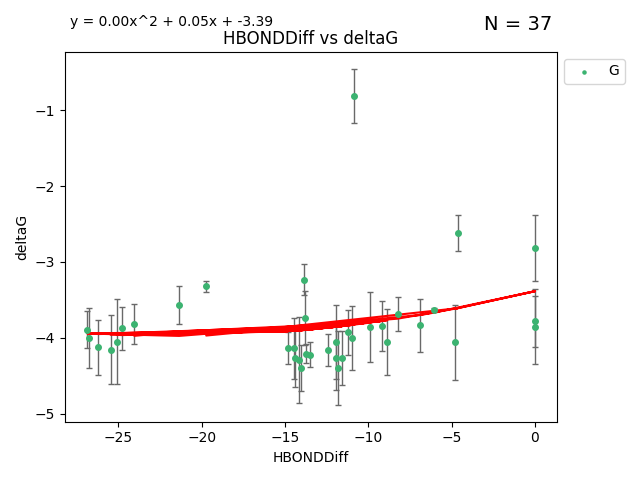 y = 0.00x^2 + 0.05x + -3.39
N = 37
HBONDDiff vs deltaG
G
deltaG
−1
−2
−3
−4
−5
−25
−20
−15
−10
−5
0
HBONDDiff